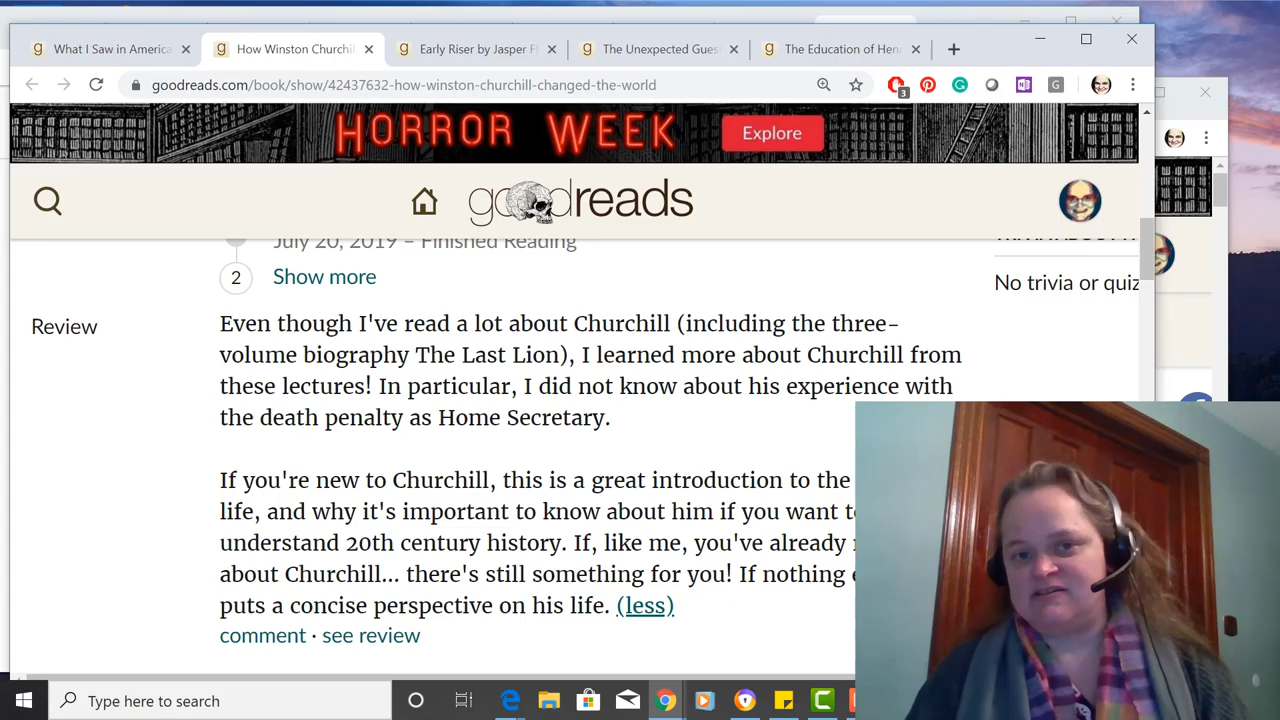 What I Saw in America
How Winston Churchil
Early Riser by Jasper F
The Unexpected Gues
The Education of Hen
goodreads.com/book/show/42437632-how-winston-churchill-changed-the-world
3
G
HORROR WEEK
Explore
goodreads
July 20, 2019 – Finished Reading
2
Show more
No trivia or quiz
Review
Even though I've read a lot about Churchill (including the three-
volume biography The Last Lion), I learned more about Churchill from
these lectures! In particular, I did not know about his experience with
the death penalty as Home Secretary.
If you're new to Churchill, this is a great introduction to the
life, and why it's important to know about him if you want t
understand 20th century history. If, like me, you've already
about Churchill... there's still something for you! If nothing
puts a concise perspective on his life. (less)
comment · see review
Type here to search